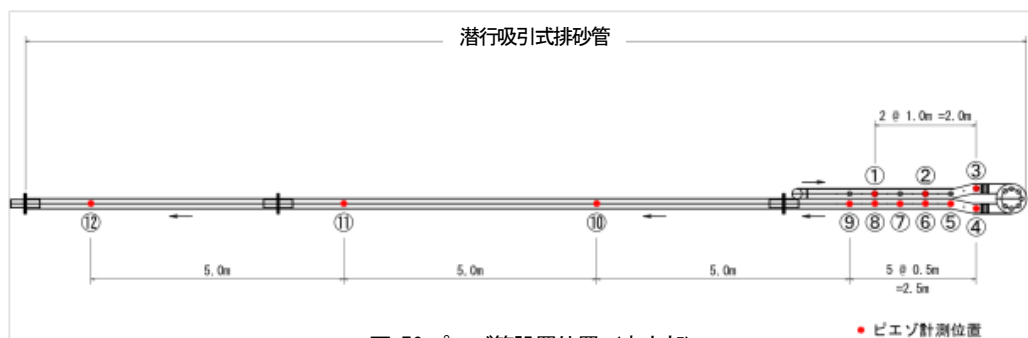 潜行吸引式排砂管
2 @ 1.0m =2.0m
① ② ③
⑫ ⑪ ⑩ ⑨ ⑧ ⑦ ⑥ ⑤ ④
5.0m 5.0m 5.0m 5 @ 0.5m
=2.5m
ピエゾ計測位置